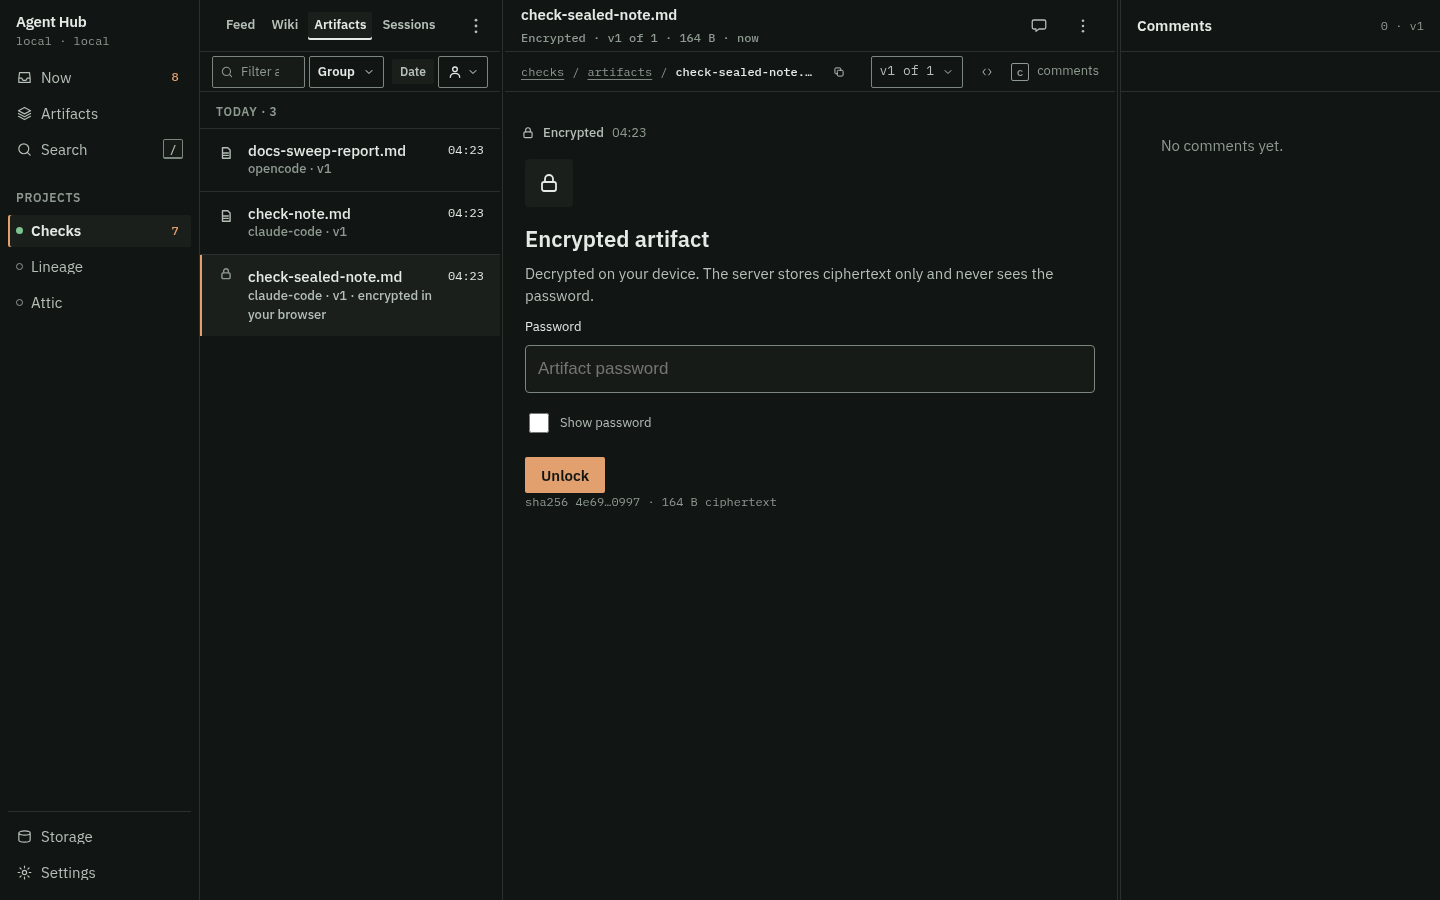 Agent Hub
local · local
Now 8
Artifacts
Search /
PROJECTS
Checks 7
Lineage
Attic
Storage
Settings
Feed Wiki Artifacts Sessions
Filter a Group Date
TODAY · 3
docs-sweep-report.md 04:23
opencode · v1
check-note.md 04:23
claude-code · v1
check-sealed-note.md 04:23
claude-code · v1 · encrypted in
your browser
check-sealed-note.md
Encrypted · v1 of 1 · 164 B · now
checks / artifacts / check-sealed-note.… v1 of 1 c comments
Encrypted 04:23
Encrypted artifact
Decrypted on your device. The server stores ciphertext only and never sees the
password.
Password
Artifact password
Show password
Unlock
sha256 4e69…0997 · 164 B ciphertext
Comments 0 · v1
No comments yet.